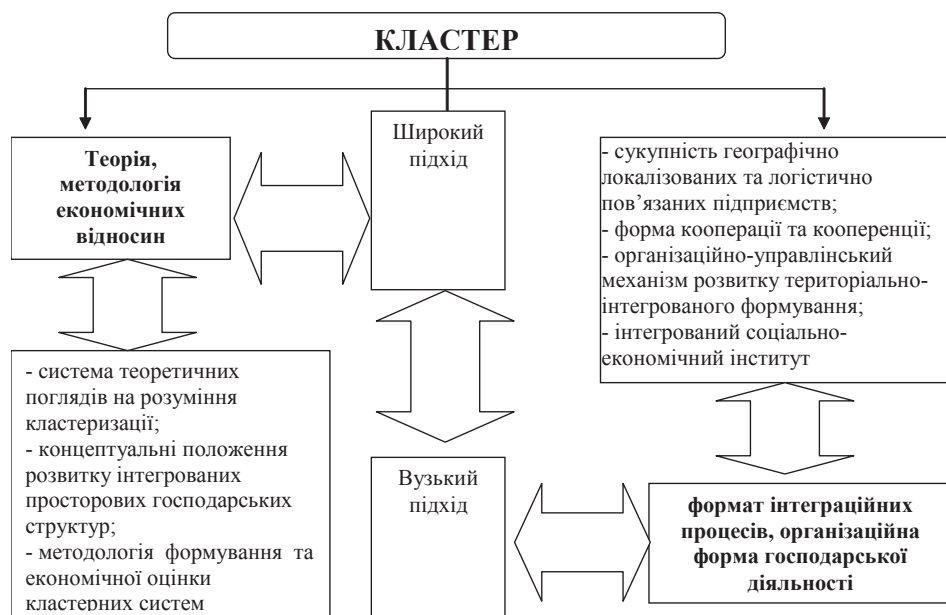 КЛАСТЕР
Теорія,
методологія
економічних
відносин
Широкий
підхід
- сукупність географічно
локалізованих та логістично
пов’язаних підприємств;
- форма кооперації та кооперенції;
- організаційно-управлінський
механізм розвитку територіально-
інтегрованого формування;
- інтегрований соціально-
економічний інститут
- система теоретичних
поглядів на розуміння
кластеризації;
- концептуальні положення
розвитку інтегрованих
просторових господарських
структур;
- методологія формування та
економічної оцінки
кластерних систем
Вузький
підхід
формат інтеграційних
процесів, організаційна
форма господарської
діяльності